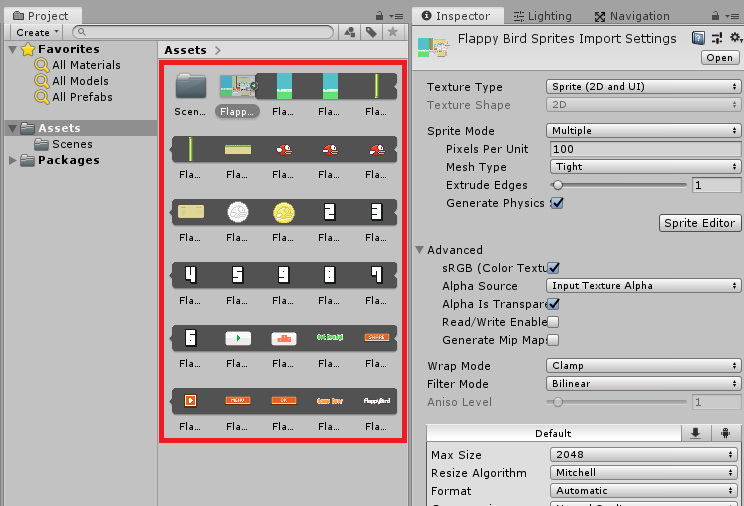 Project
Create
Favorites
All Materials
All Models
All Prefabs
Assets
Scenes
Packages
Assets
Scen...
Flapp...
Fla...
Fla...
Fla...
Fla...
Fla...
Fla...
Fla...
Fla...
2
3
Fla...
Fla...
Fla...
Fla...
Fla...
4
5
9
0
7
Fla...
Fla...
Fla...
Fla...
Fla...
6
Get Ready!
SHARE
Fla...
Fla...
Fla...
Fla...
Fla...
MENU
OK
Game Over
FlappyBird
Fla...
Fla...
Fla...
Fla...
Fla...
Inspector
Lighting
Navigation
Flappy Bird Sprites Import Settings
Open
Texture Type
Sprite (2D and UI)
Texture Shape
2D
Sprite Mode
Multiple
Pixels Per Unit
100
Mesh Type
Tight
Extrude Edges
1
Generate Physics
Sprite Editor
Advanced
sRGB (Color Textu
Alpha Source
Input Texture Alpha
Alpha Is Transpare
Read/Write Enable
Generate Mip Maps
Wrap Mode
Clamp
Filter Mode
Bilinear
Aniso Level
1
Default
Max Size
2048
Resize Algorithm
Mitchell
Format
Automatic